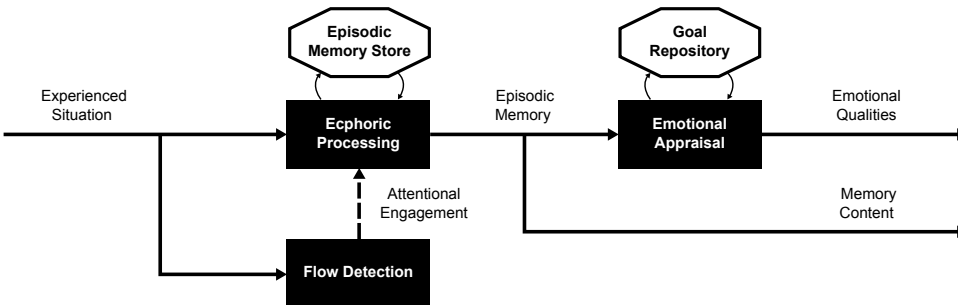 Episodic
Memory Store
Goal
Repository
Experienced
Situation
Ecphoric
Processing
Episodic
Memory
Emotional
Appraisal
Emotional
Qualities
Attentional
Engagement
Memory
Content
Flow Detection